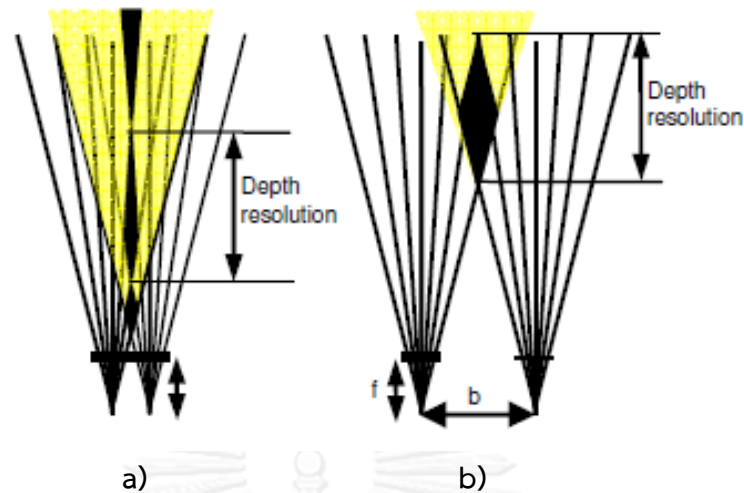 Depth
resolution
Depth
resolution
f
b
a)
b)